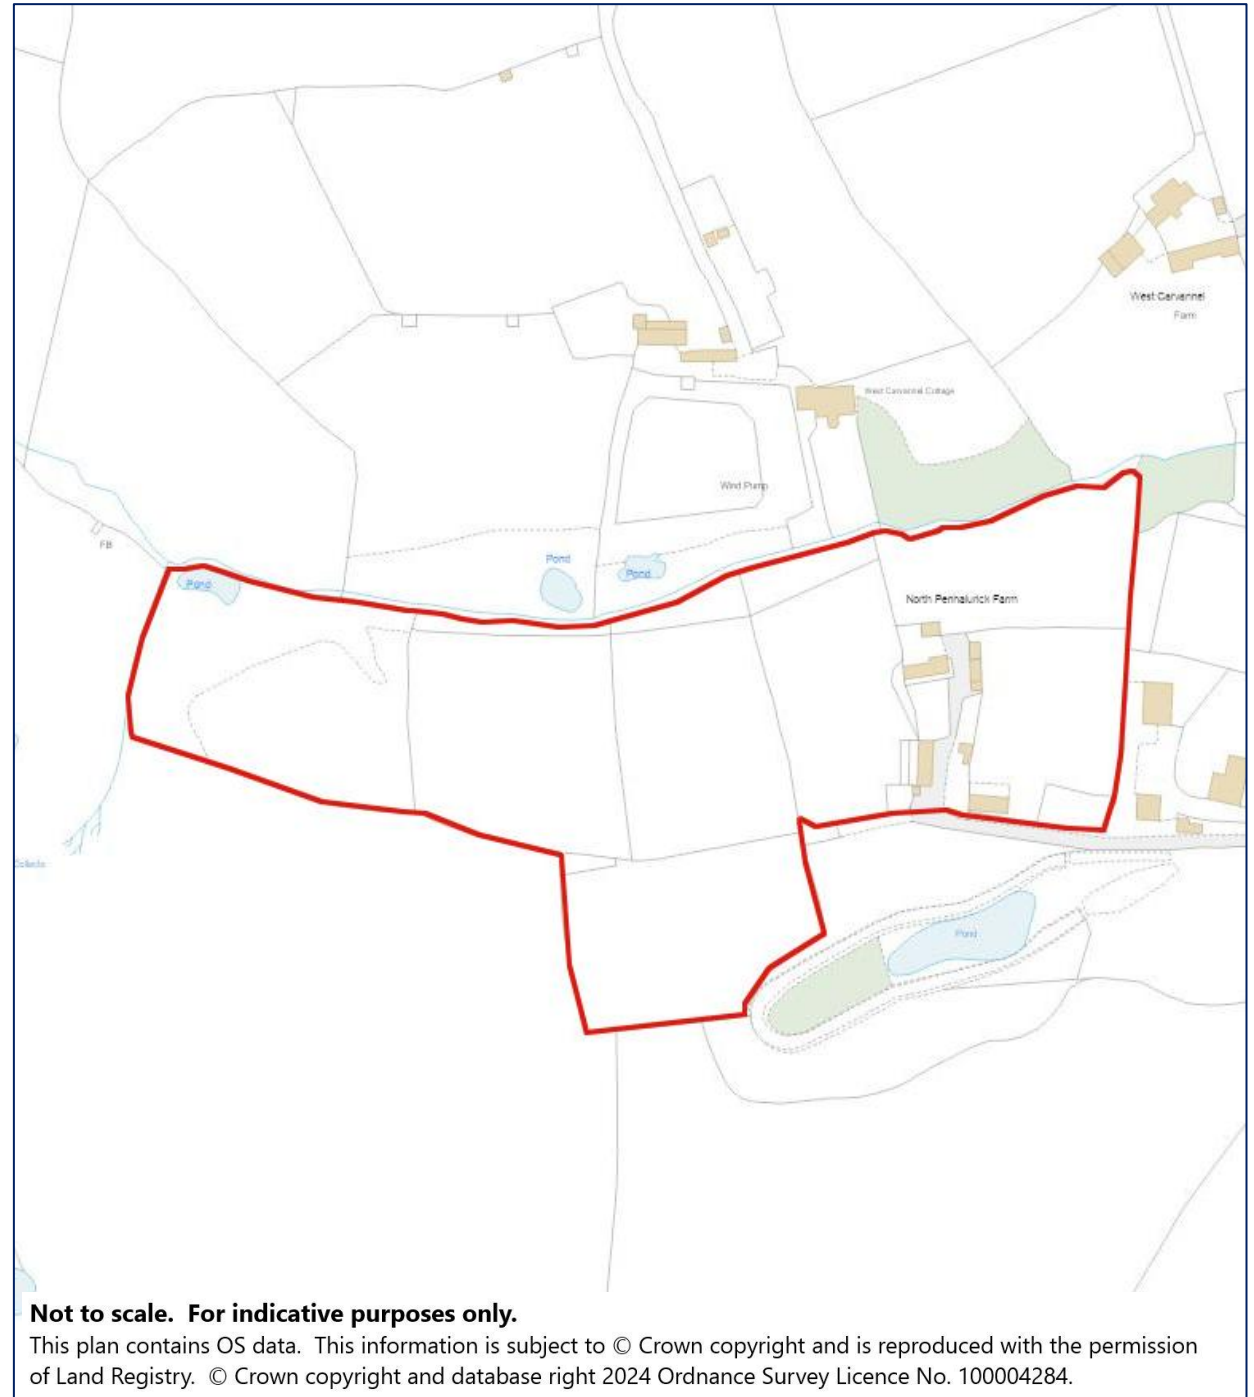 West Carvannel
Farm
West Carvannel Cottage
Wind Pump
FB
Pond
Pond
Pond
North Penhalurick Farm
Pond
Not to scale. For indicative purposes only.
This plan contains OS data. This information is subject to © Crown copyright and is reproduced with the permission
of Land Registry. © Crown copyright and database right 2024 Ordnance Survey Licence No. 100004284.